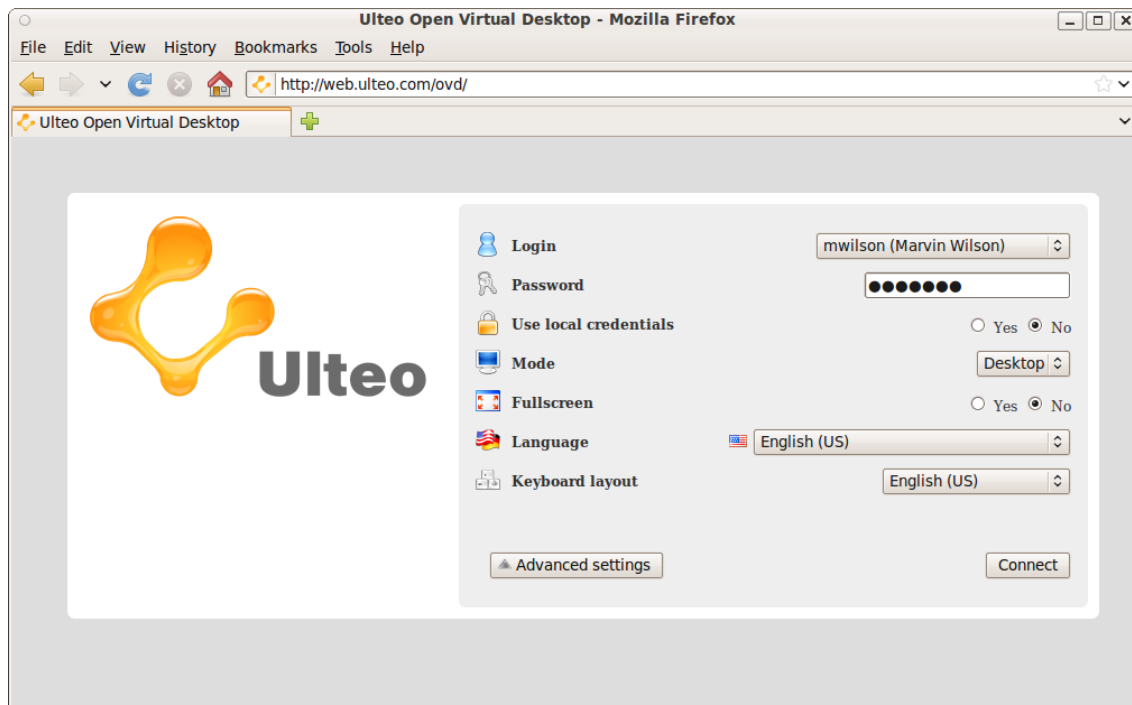 Ulteo Open Virtual Desktop - Mozilla Firefox
File Edit View History Bookmarks Tools Help
http://web.ulteo.com/ovd/
Ulteo Open Virtual Desktop
Ulteo
Login mwilson (Marvin Wilson)
Password ●●●●●●●
Use local credentials Yes No
Mode Desktop
Fullscreen Yes No
Language English (US)
Keyboard layout English (US)
Advanced settings Connect